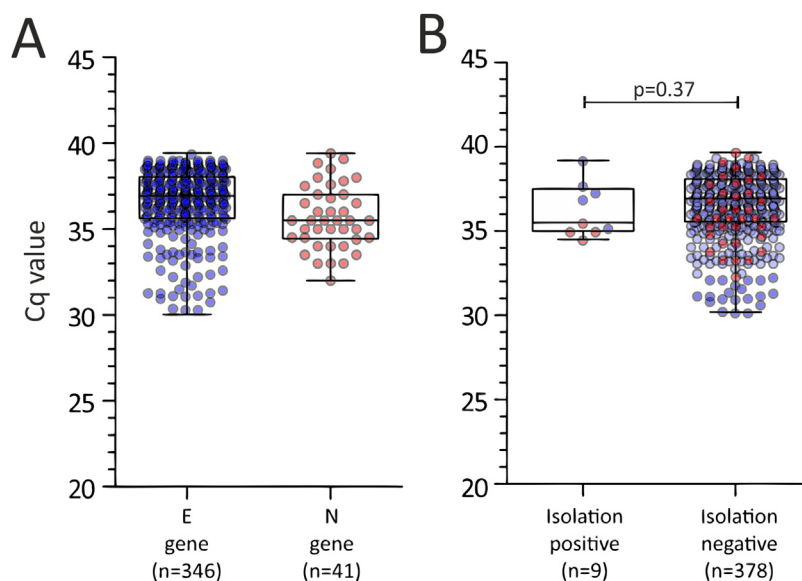 A
B
Cq value
45
40
35
30
25
20
E
gene
(n=346)
N
gene
(n=41)
45
40
35
30
25
20
p=0.37
Isolation
positive
(n=9)
Isolation
negative
(n=378)